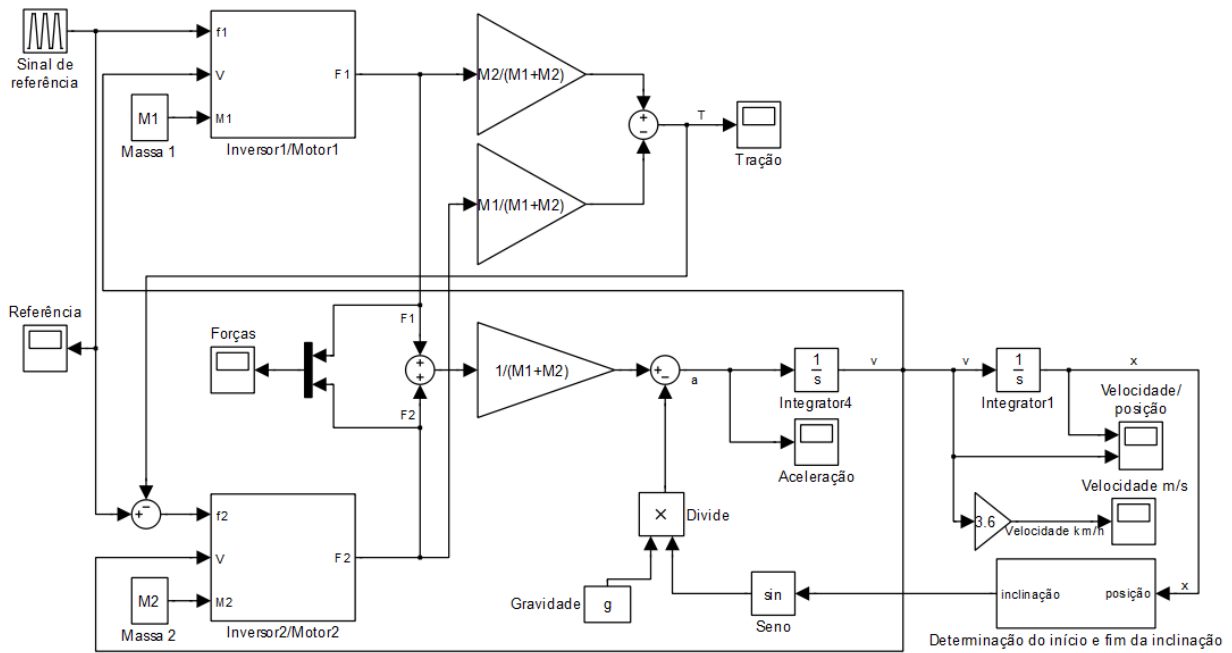 Sinal de
referência
f1
V
M1
F1
Inversor1/Motor1
M1
Massa 1
M2/(M1+M2)
M1/(M1+M2)
+
−
T
Tração
Referência
Forças
F1
F2
+
+
1/(M1+M2)
+
−
a
1
s
Integrator4
v
v
1
s
Integrator1
x
Velocidade/
posição
Aceleração
Velocidade m/s
3.6
Velocidade km/h
×
Divide
Gravidade
g
sin
Seno
inclinação
posição
x
Determinação do início e fim da inclinação
+
−
f2
V
M2
F2
Inversor2/Motor2
M2
Massa 2